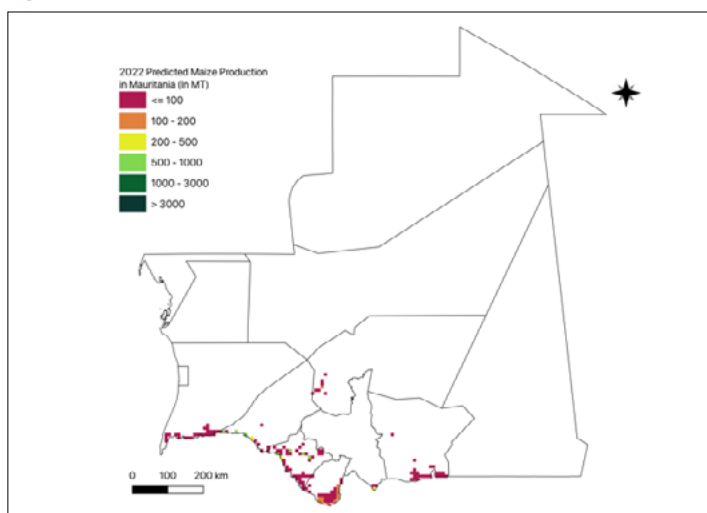 2022 Predicted Maize Production
in Mauritania (In MT)
<= 100
100 - 200
200 - 500
500 - 1000
1000 - 3000
> 3000
0 100 200 km